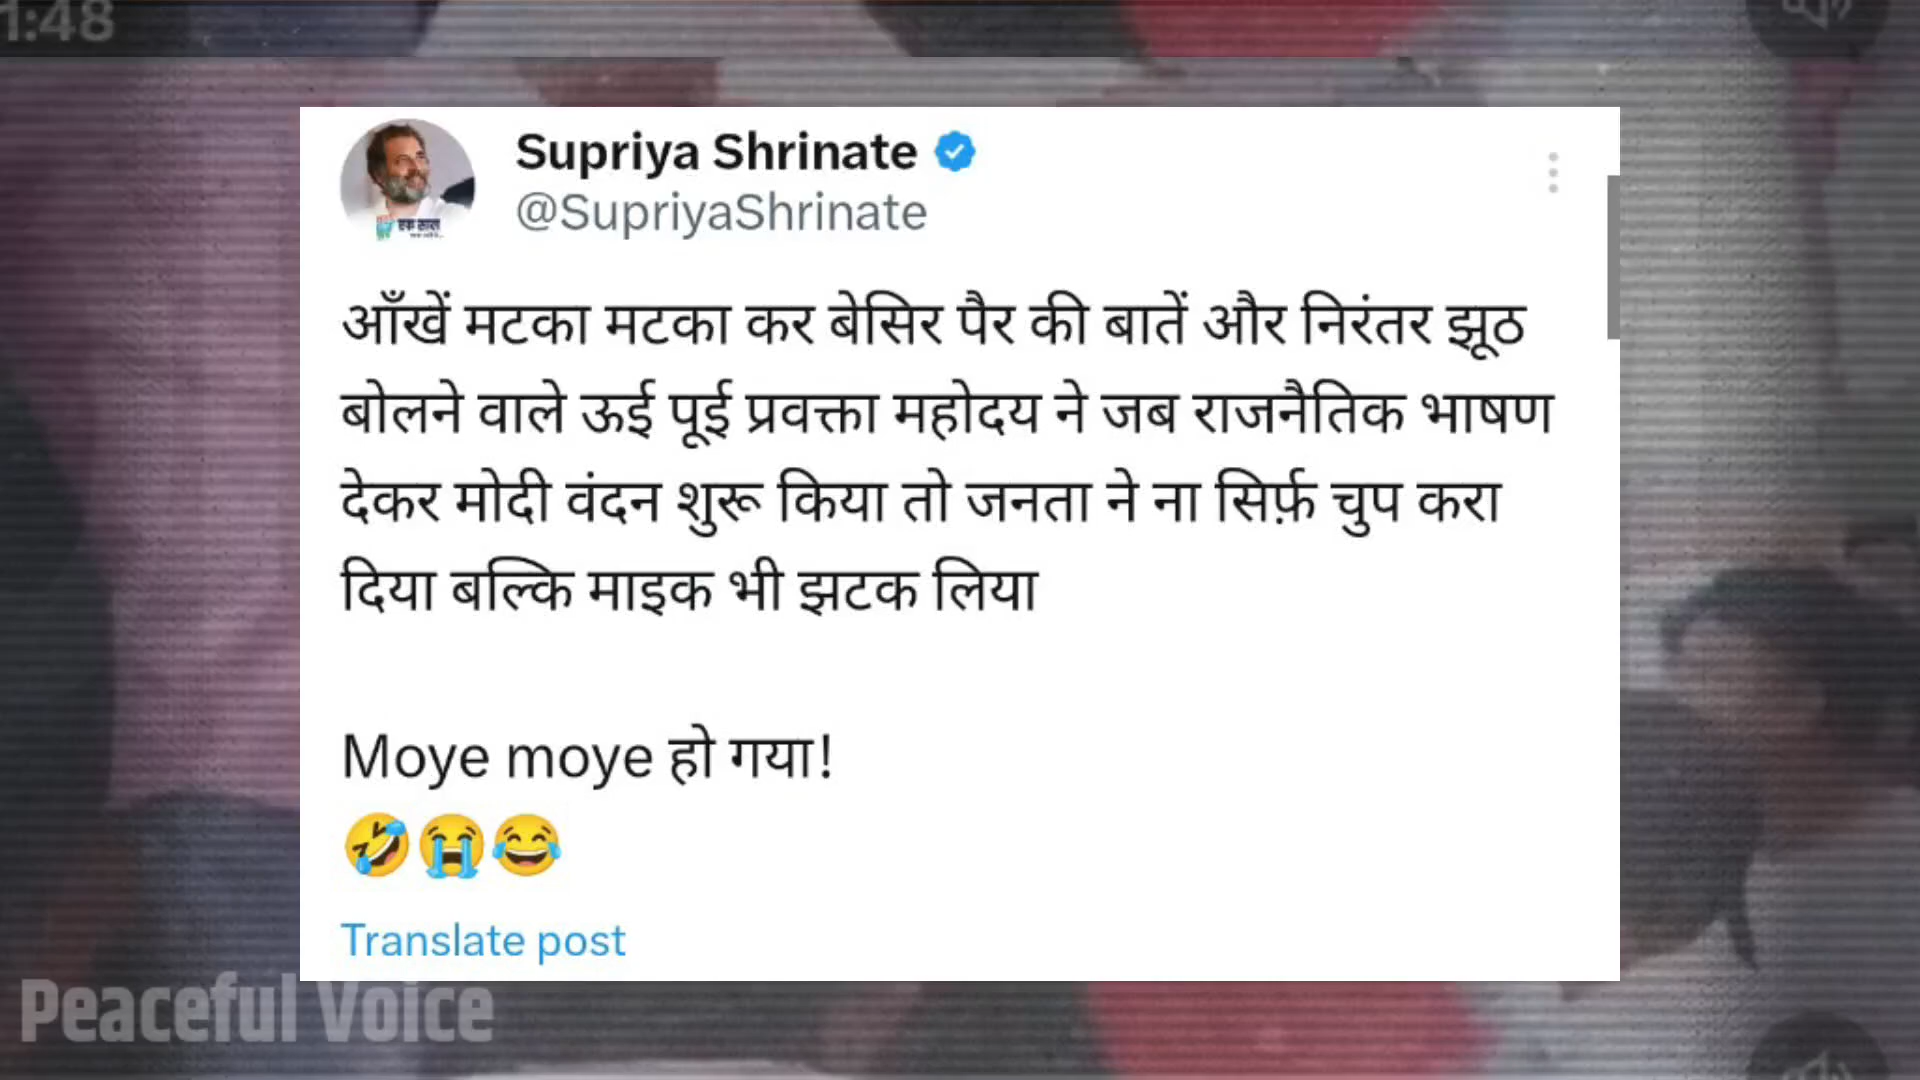 1:48
Supriya Shrinate
@SupriyaShrinate
एक साल
आँखें मटका मटका कर बेसिर पैर की बातें और निरंतर झूठ
बोलने वाले ऊई पूई प्रवक्ता महोदय ने जब राजनैतिक भाषण
देकर मोदी वंदन शुरू किया तो जनता ने ना सिर्फ़ चुप करा
दिया बल्कि माइक भी झटक लिया
Moye moye हो गया!
🤣😭😂
Translate post
Peaceful Voice